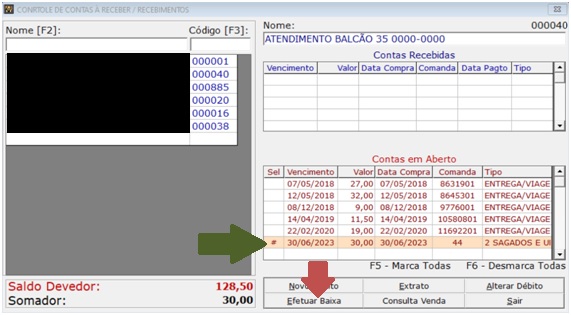 CONRTOLE DE CONTAS A RECEBER / RECEBIMENTOS
Nome [F2]: Código [F3]:
000001
000040
000885
000020
000016
000038
Saldo Devedor: 128,50
Somador: 30,00
Nome: 000040
ATENDIMENTO BALCÃO 35 0000-0000
Contas Recebidas
Vencimento Valor Data Compra Comanda Data Pagto Tipo
Contas em Aberto
Sel Vencimento Valor Data Compra Comanda Tipo
07/05/2018 27,00 07/05/2018 8631901 ENTREGA/VIAGE
12/05/2018 32,00 12/05/2018 8645301 ENTREGA/VIAGE
08/12/2018 9,00 08/12/2018 9776001 ENTREGA/VIAGE
14/04/2019 11,50 14/04/2019 10580801 ENTREGA/VIAGE
22/02/2020 19,00 22/02/2020 11692201 ENTREGA/VIAGE
# 30/06/2023 30,00 30/06/2023 44 2 SAGADOS E
F5 - Marca Todas F6 - Desmarca Todas
Extrato Alterar Débito
Efetuar Baixa Consulta Venda Sair